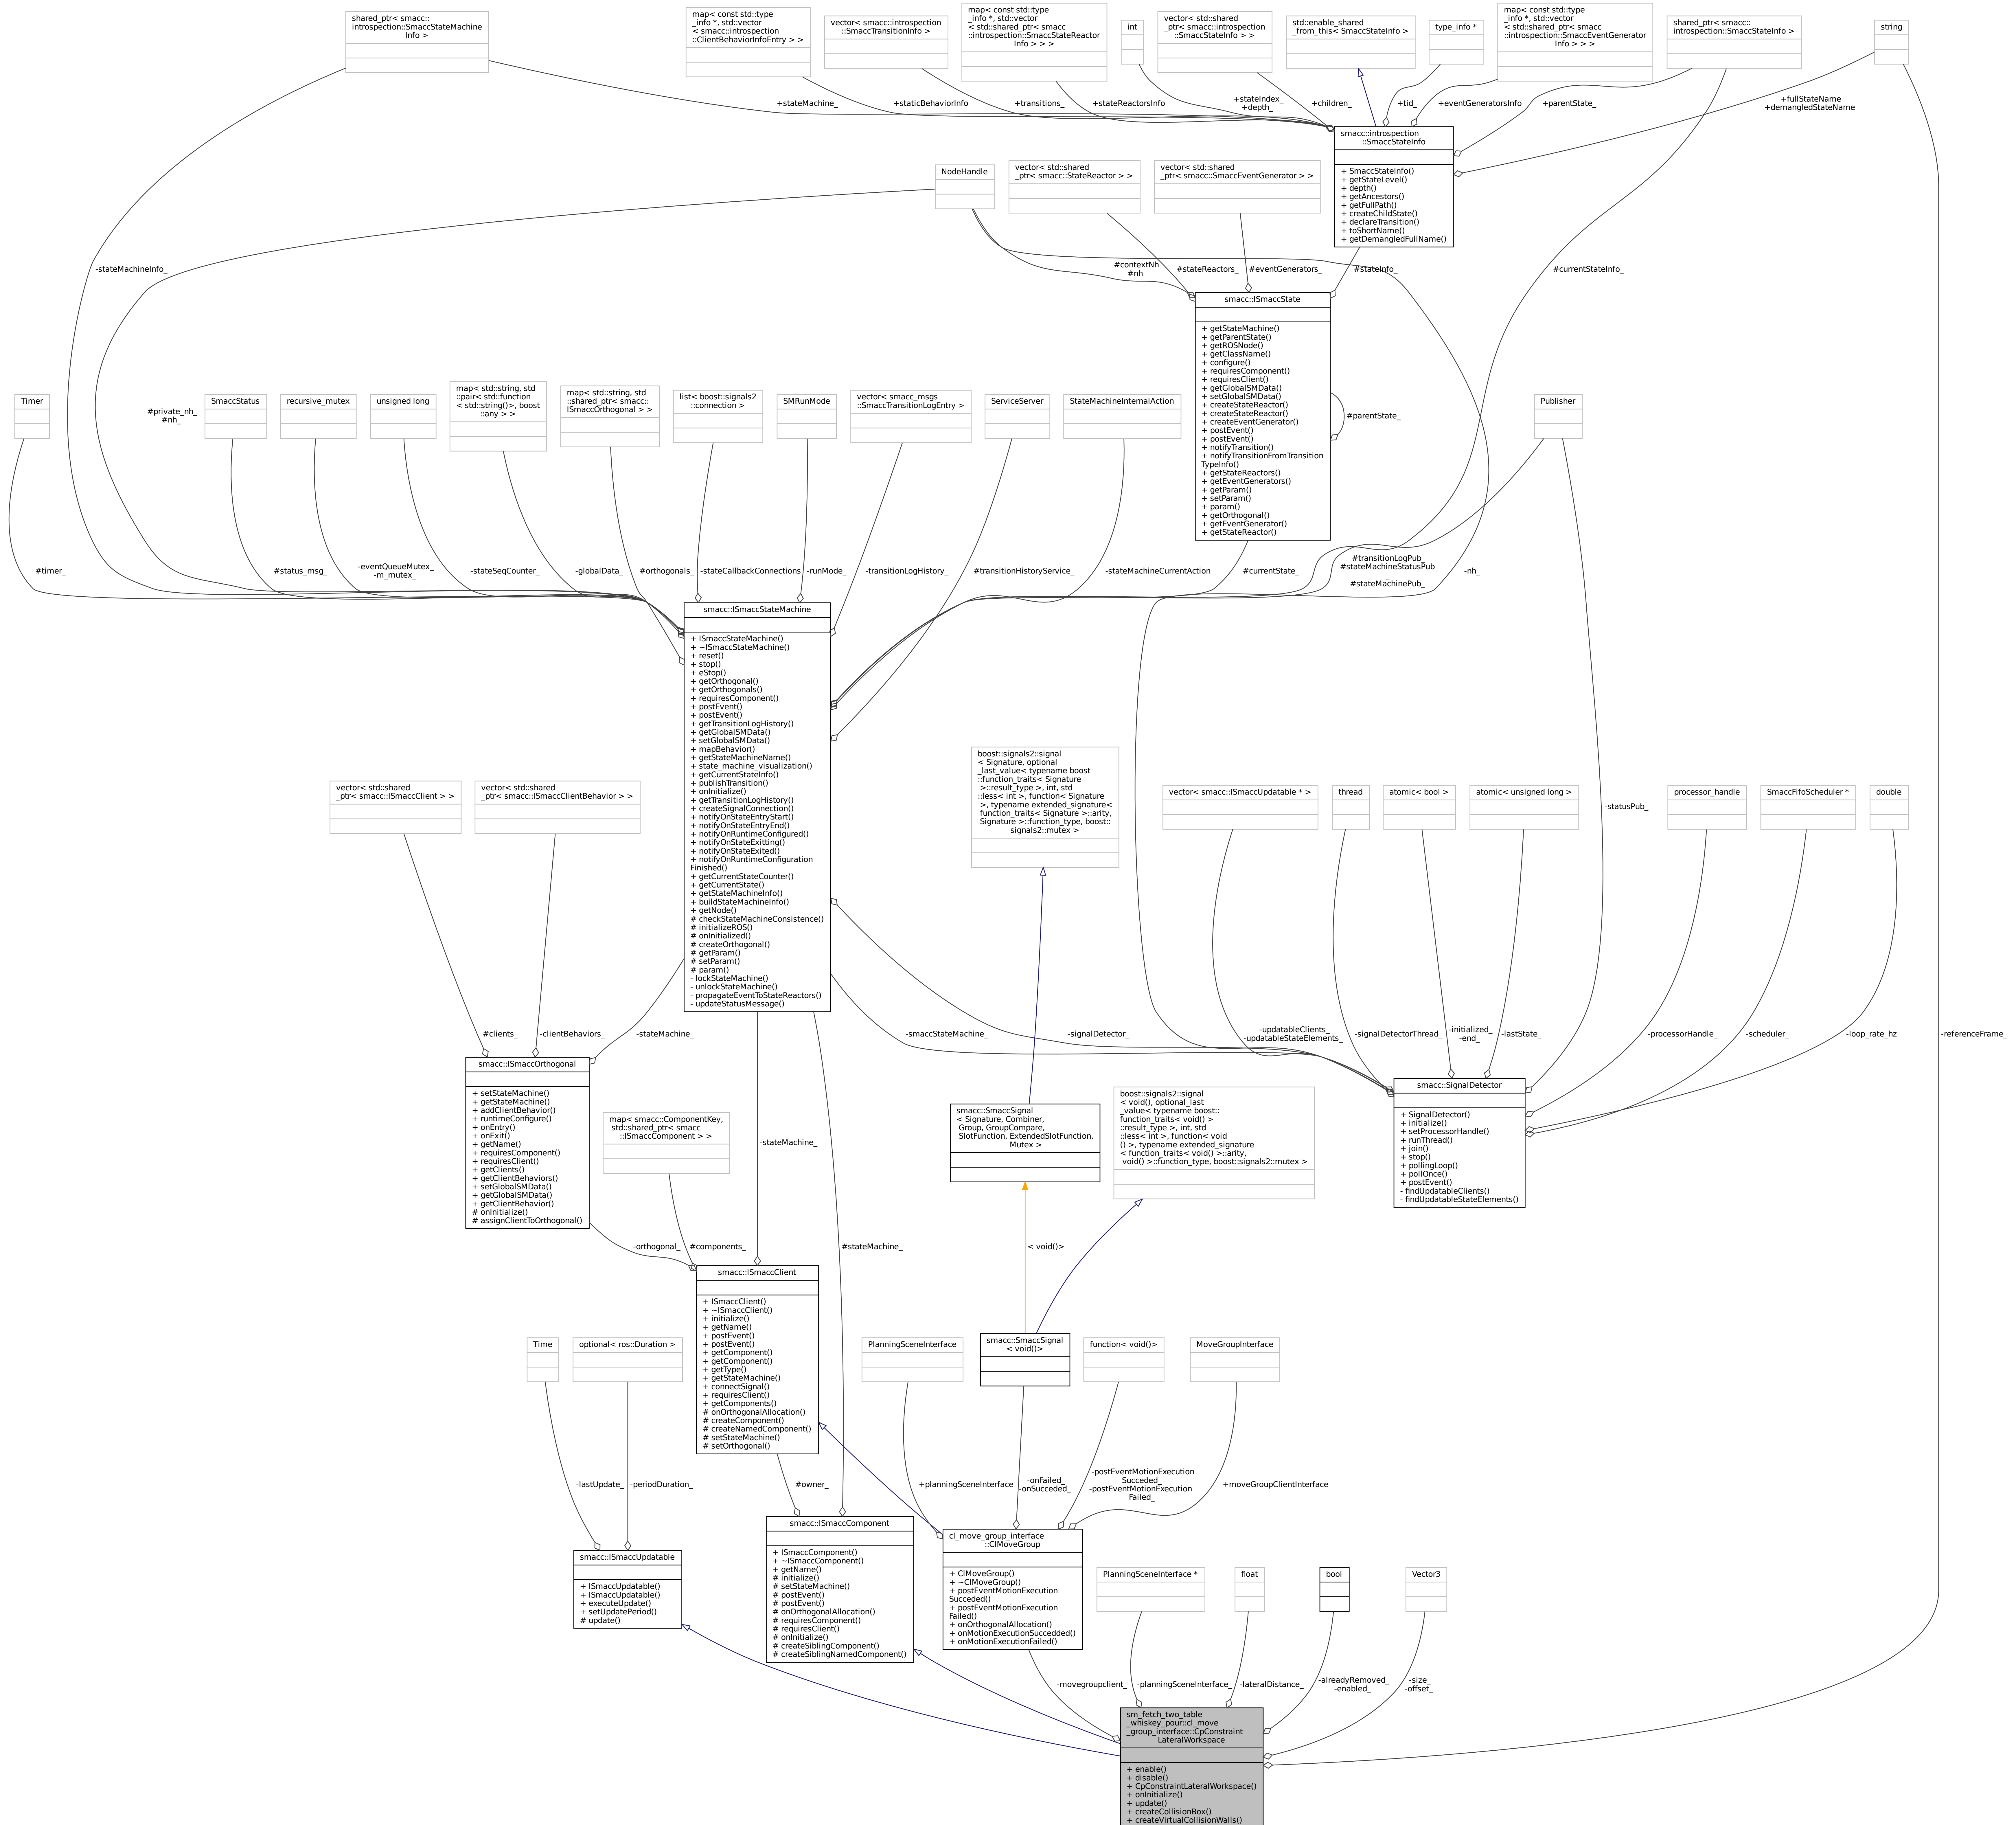 shared_ptr< smacc::
introspection::SmaccStateMachine
Info >
map< const std::type
_info *, std::vector
< smacc::introspection
::ClientBehaviorInfoEntry > >
vector< smacc::introspection
::SmaccTransitionInfo >
map< const std::type
_info *, std::vector
< std::shared_ptr< smacc
::introspection::SmaccStateReactor
Info > > >
int
vector< std::shared
_ptr< smacc::introspection
::SmaccStateInfo > >
std::enable_shared
_from_this< SmaccStateInfo >
type_info *
map< const std::type
_info *, std::vector
< std::shared_ptr< smacc
::introspection::SmaccEventGenerator
Info > > >
shared_ptr< smacc::
introspection::SmaccStateInfo >
string
+stateMachine_
+staticBehaviorInfo
+transitions_
+stateReactorsInfo
+stateIndex_
+depth_
+children_
+tid_
+eventGeneratorsInfo
+parentState_
+fullStateName
+demangledStateName
smacc::introspection
::SmaccStateInfo
+ SmaccStateInfo()
+ getStateLevel()
+ depth()
+ getAncestors()
+ getFullPath()
+ createChildState()
+ declareTransition()
+ toShortName()
+ getDemangledFullName()
NodeHandle
vector< std::shared
_ptr< smacc::StateReactor > >
vector< std::shared
_ptr< smacc::SmaccEventGenerator > >
-stateMachineInfo_
#contextNh
#nh
#stateReactors_
#eventGenerators_
#stateInfo_
#currentStateInfo_
smacc::ISmaccState
+ getStateMachine()
+ getParentState()
+ getROSNode()
+ getClassName()
+ configure()
+ requiresComponent()
+ requiresClient()
+ getGlobalSMData()
+ setGlobalSMData()
+ createStateReactor()
+ createStateReactor()
+ createEventGenerator()
+ postEvent()
+ postEvent()
+ notifyTransition()
+ notifyTransitionFromTransition
TypeInfo()
+ getStateReactors()
+ getEventGenerators()
+ getParam()
+ setParam()
+ param()
+ getOrthogonal()
+ getEventGenerator()
+ getStateReactor()
#parentState_
Timer
#private_nh_
#nh_
SmaccStatus
recursive_mutex
unsigned long
map< std::string, std
::pair< std::function
< std::string()>, boost
::any > >
map< std::string, std
::shared_ptr< smacc::
ISmaccOrthogonal > >
list< boost::signals2
::connection >
SMRunMode
vector< smacc_msgs
::SmaccTransitionLogEntry >
ServiceServer
StateMachineInternalAction
Publisher
#timer_
#status_msg_
-eventQueueMutex_
-m_mutex_
-stateSeqCounter_
-globalData_
#orthogonals_
-stateCallbackConnections
-runMode_
-transitionLogHistory_
#transitionHistoryService_
-stateMachineCurrentAction
#currentState_
#transitionLogPub_
#stateMachineStatusPub
_
#stateMachinePub_
-nh_
smacc::ISmaccStateMachine
+ ISmaccStateMachine()
+ ~ISmaccStateMachine()
+ reset()
+ stop()
+ eStop()
+ getOrthogonal()
+ getOrthogonals()
+ requiresComponent()
+ postEvent()
+ postEvent()
+ getTransitionLogHistory()
+ getGlobalSMData()
+ setGlobalSMData()
+ mapBehavior()
+ getStateMachineName()
+ state_machine_visualization()
+ getCurrentStateInfo()
+ publishTransition()
+ onInitialize()
+ getTransitionLogHistory()
+ createSignalConnection()
+ notifyOnStateEntryStart()
+ notifyOnStateEntryEnd()
+ notifyOnRuntimeConfigured()
+ notifyOnStateExitting()
+ notifyOnStateExited()
+ notifyOnRuntimeConfiguration
Finished()
+ getCurrentStateCounter()
+ getCurrentState()
+ getStateMachineInfo()
+ buildStateMachineInfo()
+ getNode()
# checkStateMachineConsistence()
# initializeROS()
# onInitialized()
# createOrthogonal()
# getParam()
# setParam()
# param()
- lockStateMachine()
- unlockStateMachine()
- propagateEventToStateReactors()
- updateStatusMessage()
vector< std::shared
_ptr< smacc::ISmaccClient > >
vector< std::shared
_ptr< smacc::ISmaccClientBehavior > >
boost::signals2::signal
< Signature, optional
_last_value< typename boost
::function_traits< Signature
>::result_type >, int, std
::less< int >, function< Signature
>, typename extended_signature<
function_traits< Signature >::arity,
Signature >::function_type, boost::
signals2::mutex >
vector< smacc::ISmaccUpdatable * >
thread
atomic< bool >
atomic< unsigned long >
-statusPub_
processor_handle
SmaccFifoScheduler *
double
#clients_
-clientBehaviors_
-stateMachine_
-smaccStateMachine_
-signalDetector_
-updatableClients_
-updatableStateElements_
-signalDetectorThread_
-initialized_
-end_
-lastState_
-processorHandle_
-scheduler_
-loop_rate_hz
-referenceFrame_
smacc::ISmaccOrthogonal
+ setStateMachine()
+ getStateMachine()
+ addClientBehavior()
+ runtimeConfigure()
+ onEntry()
+ onExit()
+ getName()
+ requiresComponent()
+ requiresClient()
+ getClients()
+ getClientBehaviors()
+ setGlobalSMData()
+ getGlobalSMData()
+ getClientBehavior()
# onInitialize()
# assignClientToOrthogonal()
map< smacc::ComponentKey,
std::shared_ptr< smacc
::ISmaccComponent > >
-stateMachine_
smacc::SmaccSignal
< Signature, Combiner,
Group, GroupCompare,
SlotFunction, ExtendedSlotFunction,
Mutex >
boost::signals2::signal
< void(), optional_last
_value< typename boost::
function_traits< void() >
::result_type >, int, std
::less< int >, function< void
() >, typename extended_signature
< function_traits< void() >::arity,
void() >::function_type, boost::signals2::mutex >
smacc::SignalDetector
+ SignalDetector()
+ initialize()
+ setProcessorHandle()
+ runThread()
+ join()
+ stop()
+ pollingLoop()
+ pollOnce()
+ postEvent()
- findUpdatableClients()
- findUpdatableStateElements()
-orthogonal_
#components_
#stateMachine_
< void()>
smacc::ISmaccClient
+ ISmaccClient()
+ ~ISmaccClient()
+ initialize()
+ getName()
+ postEvent()
+ postEvent()
+ getComponent()
+ getComponent()
+ getType()
+ getStateMachine()
+ connectSignal()
+ requiresClient()
+ getComponents()
# onOrthogonalAllocation()
# createComponent()
# createNamedComponent()
# setStateMachine()
# setOrthogonal()
Time
optional< ros::Duration >
PlanningSceneInterface
smacc::SmaccSignal
< void()>
function< void()>
MoveGroupInterface
-lastUpdate_
-periodDuration_
#owner_
+planningSceneInterface
-onFailed_
-onSucceded_
-postEventMotionExecution
Succeded_
-postEventMotionExecution
Failed_
+moveGroupClientInterface
smacc::ISmaccUpdatable
+ ISmaccUpdatable()
+ ISmaccUpdatable()
+ executeUpdate()
+ setUpdatePeriod()
# update()
smacc::ISmaccComponent
+ ISmaccComponent()
+ ~ISmaccComponent()
+ getName()
# initialize()
# setStateMachine()
# postEvent()
# postEvent()
# onOrthogonalAllocation()
# requiresComponent()
# requiresClient()
# onInitialize()
# createSiblingComponent()
# createSiblingNamedComponent()
cl_move_group_interface
::ClMoveGroup
+ ClMoveGroup()
+ ~ClMoveGroup()
+ postEventMotionExecution
Succeded()
+ postEventMotionExecution
Failed()
+ onOrthogonalAllocation()
+ onMotionExecutionSuccedded()
+ onMotionExecutionFailed()
PlanningSceneInterface *
float
bool
Vector3
-movegroupclient_
-planningSceneInterface_
-lateralDistance_
-alreadyRemoved_
-enabled_
-size_
-offset_
sm_fetch_two_table
_whiskey_pour::cl_move
_group_interface::CpConstraint
LateralWorkspace
+ enable()
+ disable()
+ CpConstraintLateralWorkspace()
+ onInitialize()
+ update()
+ createCollisionBox()
+ createVirtualCollisionWalls()